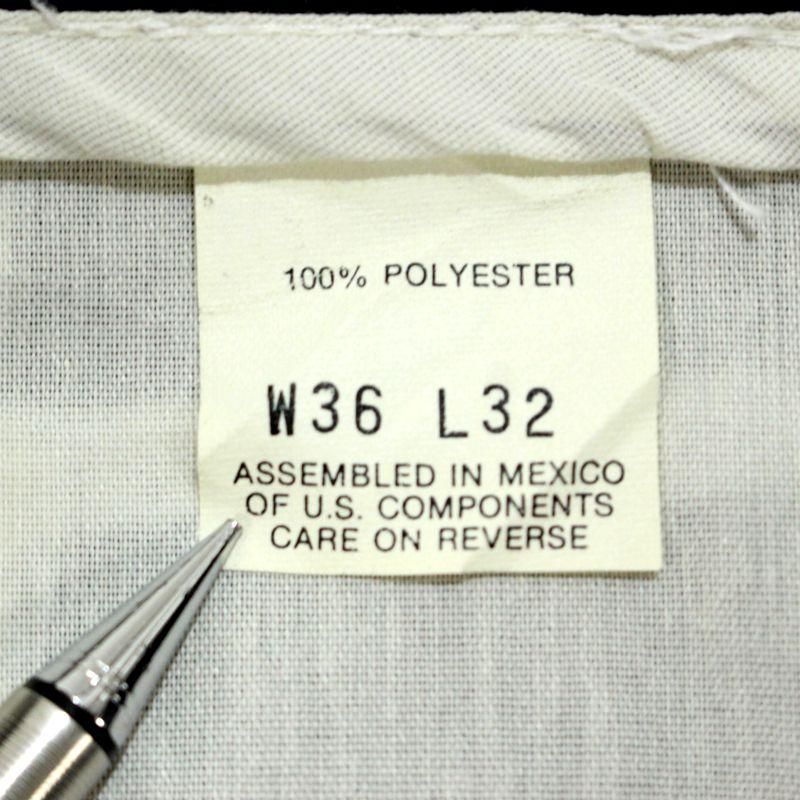 100% POLYESTER
W36 L32
ASSEMBLED IN MEXICO
OF U.S. COMPONENTS
CARE ON REVERSE